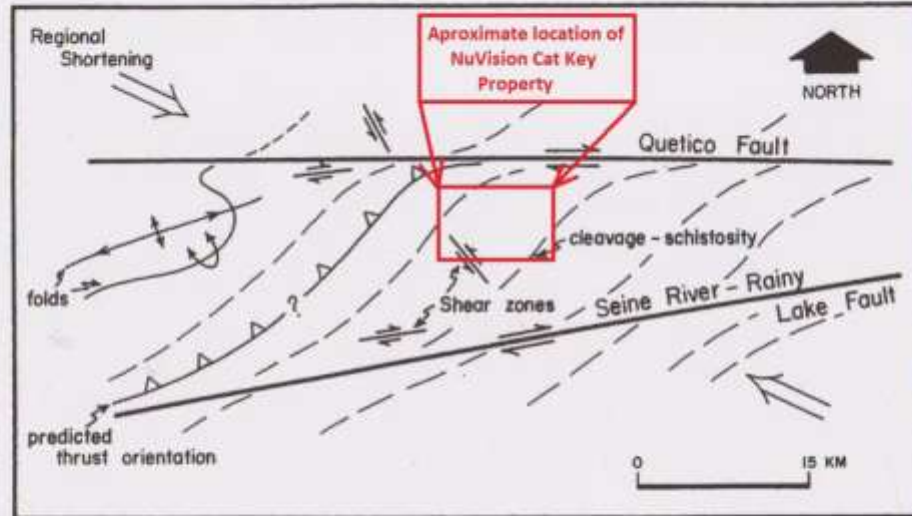 Regional
Shortening
Aproximate location of
NuVision Cat Key
Property
NORTH
Quetico Fault
cleavage-schistosity
folds
?
Shear zones
Seine River-Rainy
Lake Fault
predicted
thrust orientation
0 15 KM